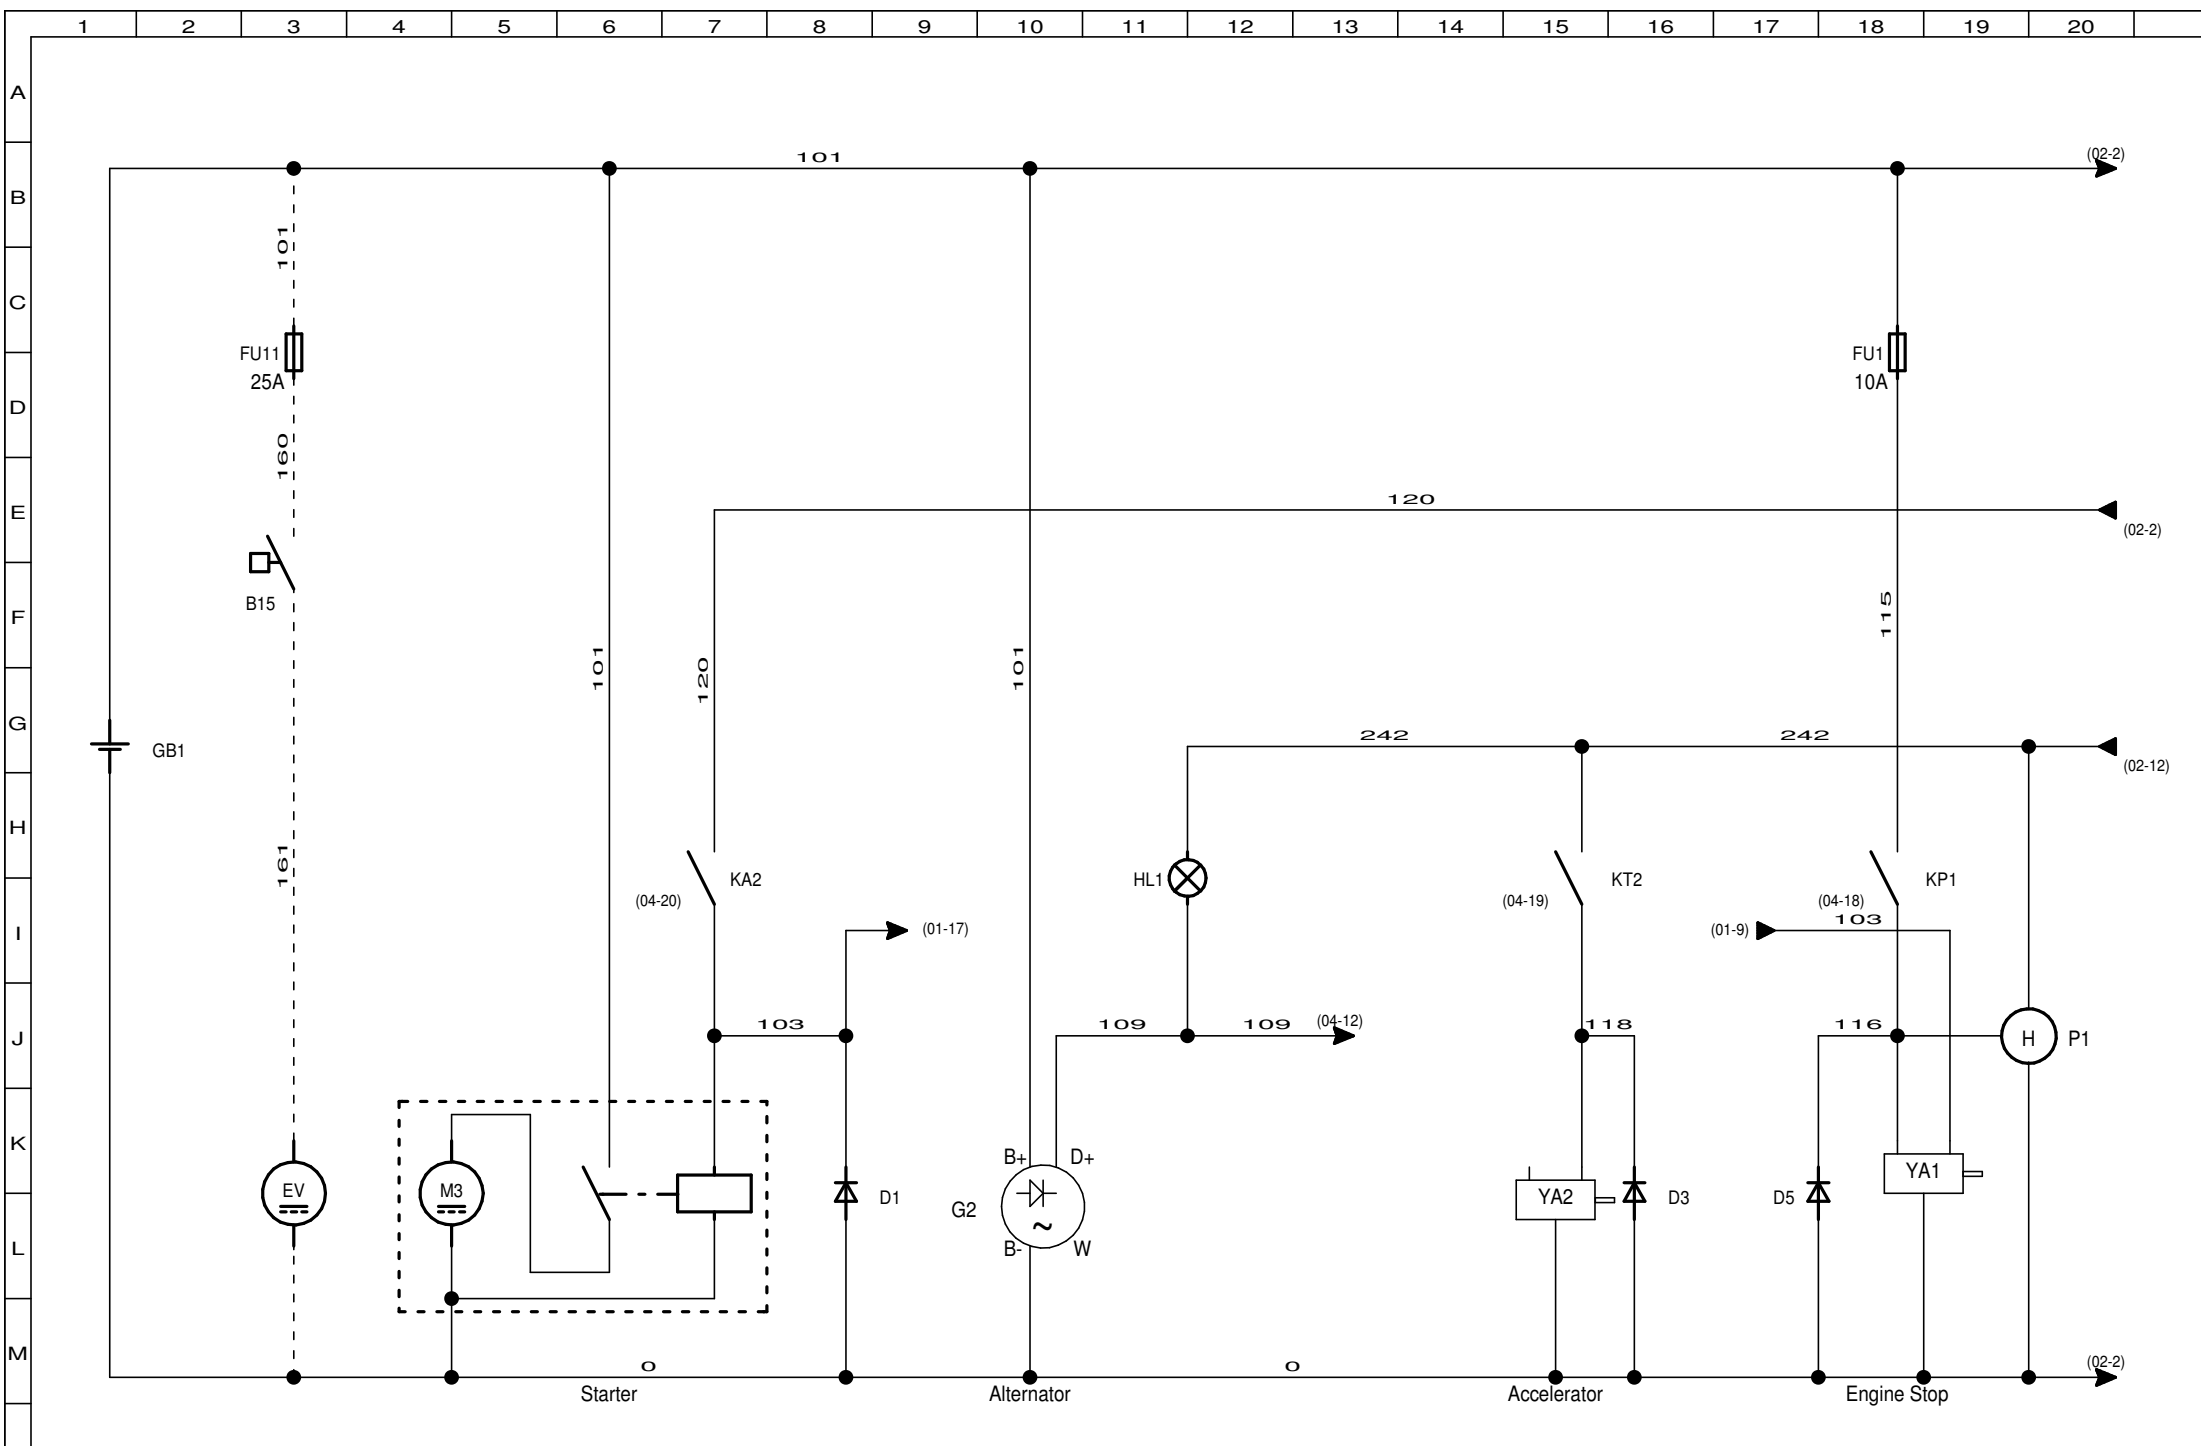 1 2 3 4 5 6 7 8 9 10 11 12 13 14 15 16 17 18 19 20
A
101 (02-2)
B
101
C
FU11 FU1
25A 10A
D
160
E
120
(02-2)
B15
F
115
101 120 101
G
242 242
GB1
(02-12)
H
161
KA2 HL1 KT2 KP1
(04-20) (04-19) (04-18)
103
I
(01-17) (01-9)
103 109 109 (04-12) 118 116
J
H P1
K
B+ D+
EV M3 D1 YA2 D3 D5 YA1
G2
~
L
B- W
M
0 0 (02-2)
Starter Alternator Accelerator Engine Stop